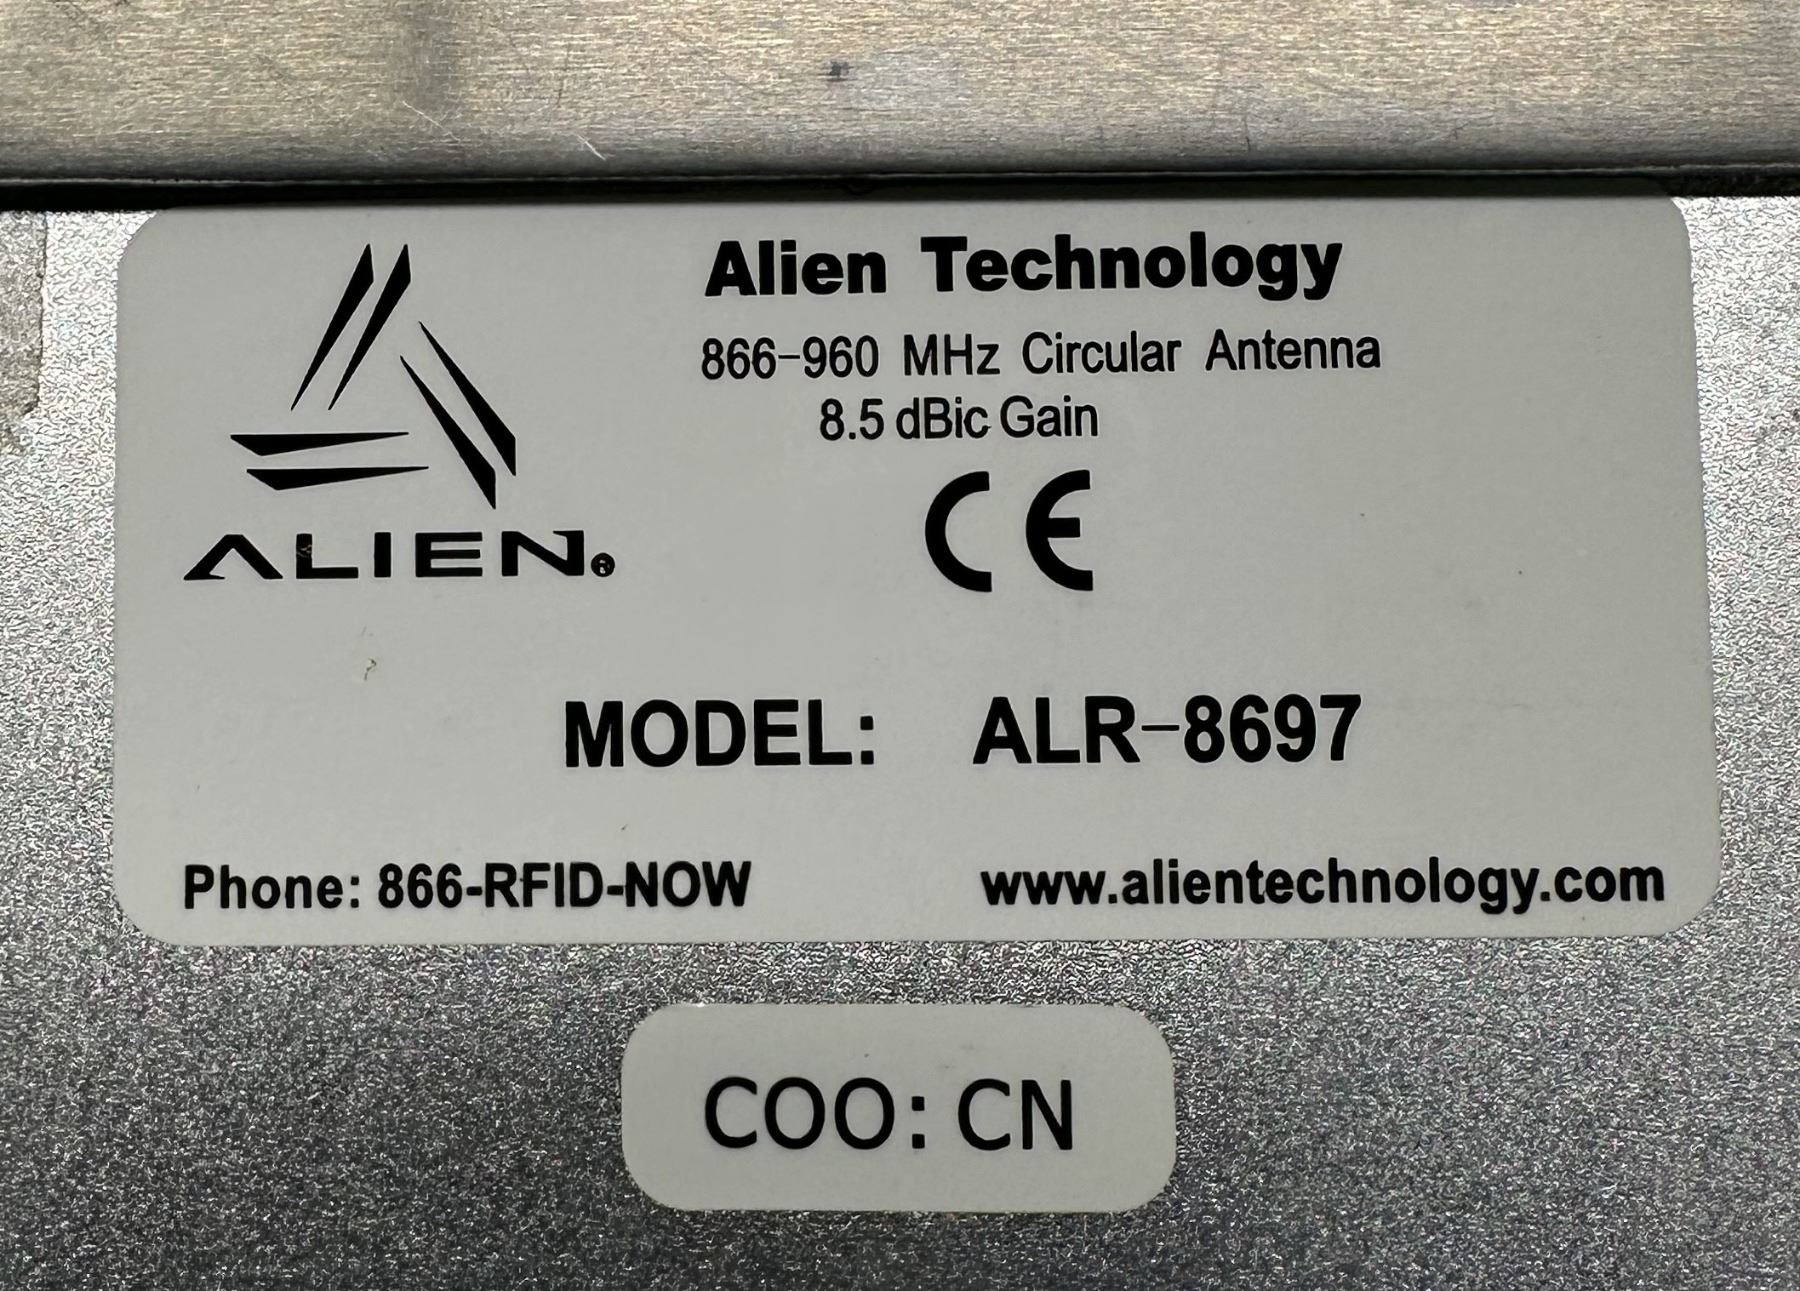 Alien Technology
866-960 MHz Circular Antenna
8.5 dBic Gain
CE
ALIEN®
MODEL: ALR-8697
Phone: 866-RFID-NOW www.alientechnology.com
COO: CN